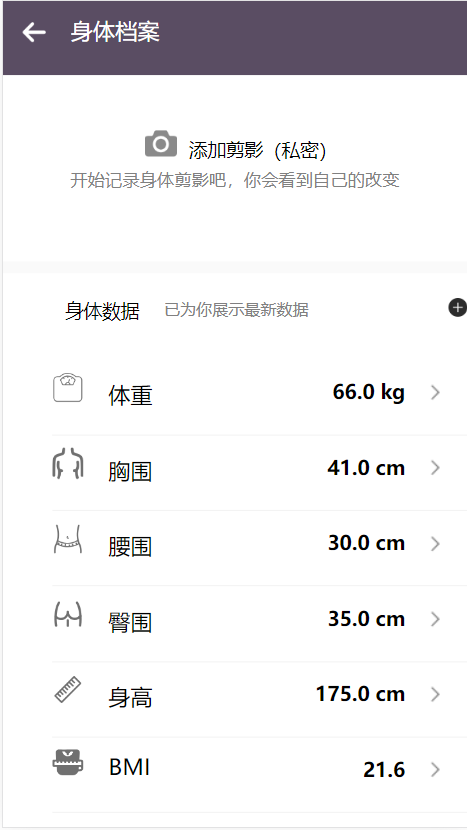 身体档案
添加剪影（私密）
开始记录身体剪影吧，你会看到自己的改变
身体数据 已为你展示最新数据
体重 66.0 kg
胸围 41.0 cm
腰围 30.0 cm
臀围 35.0 cm
身高 175.0 cm
BMI 21.6